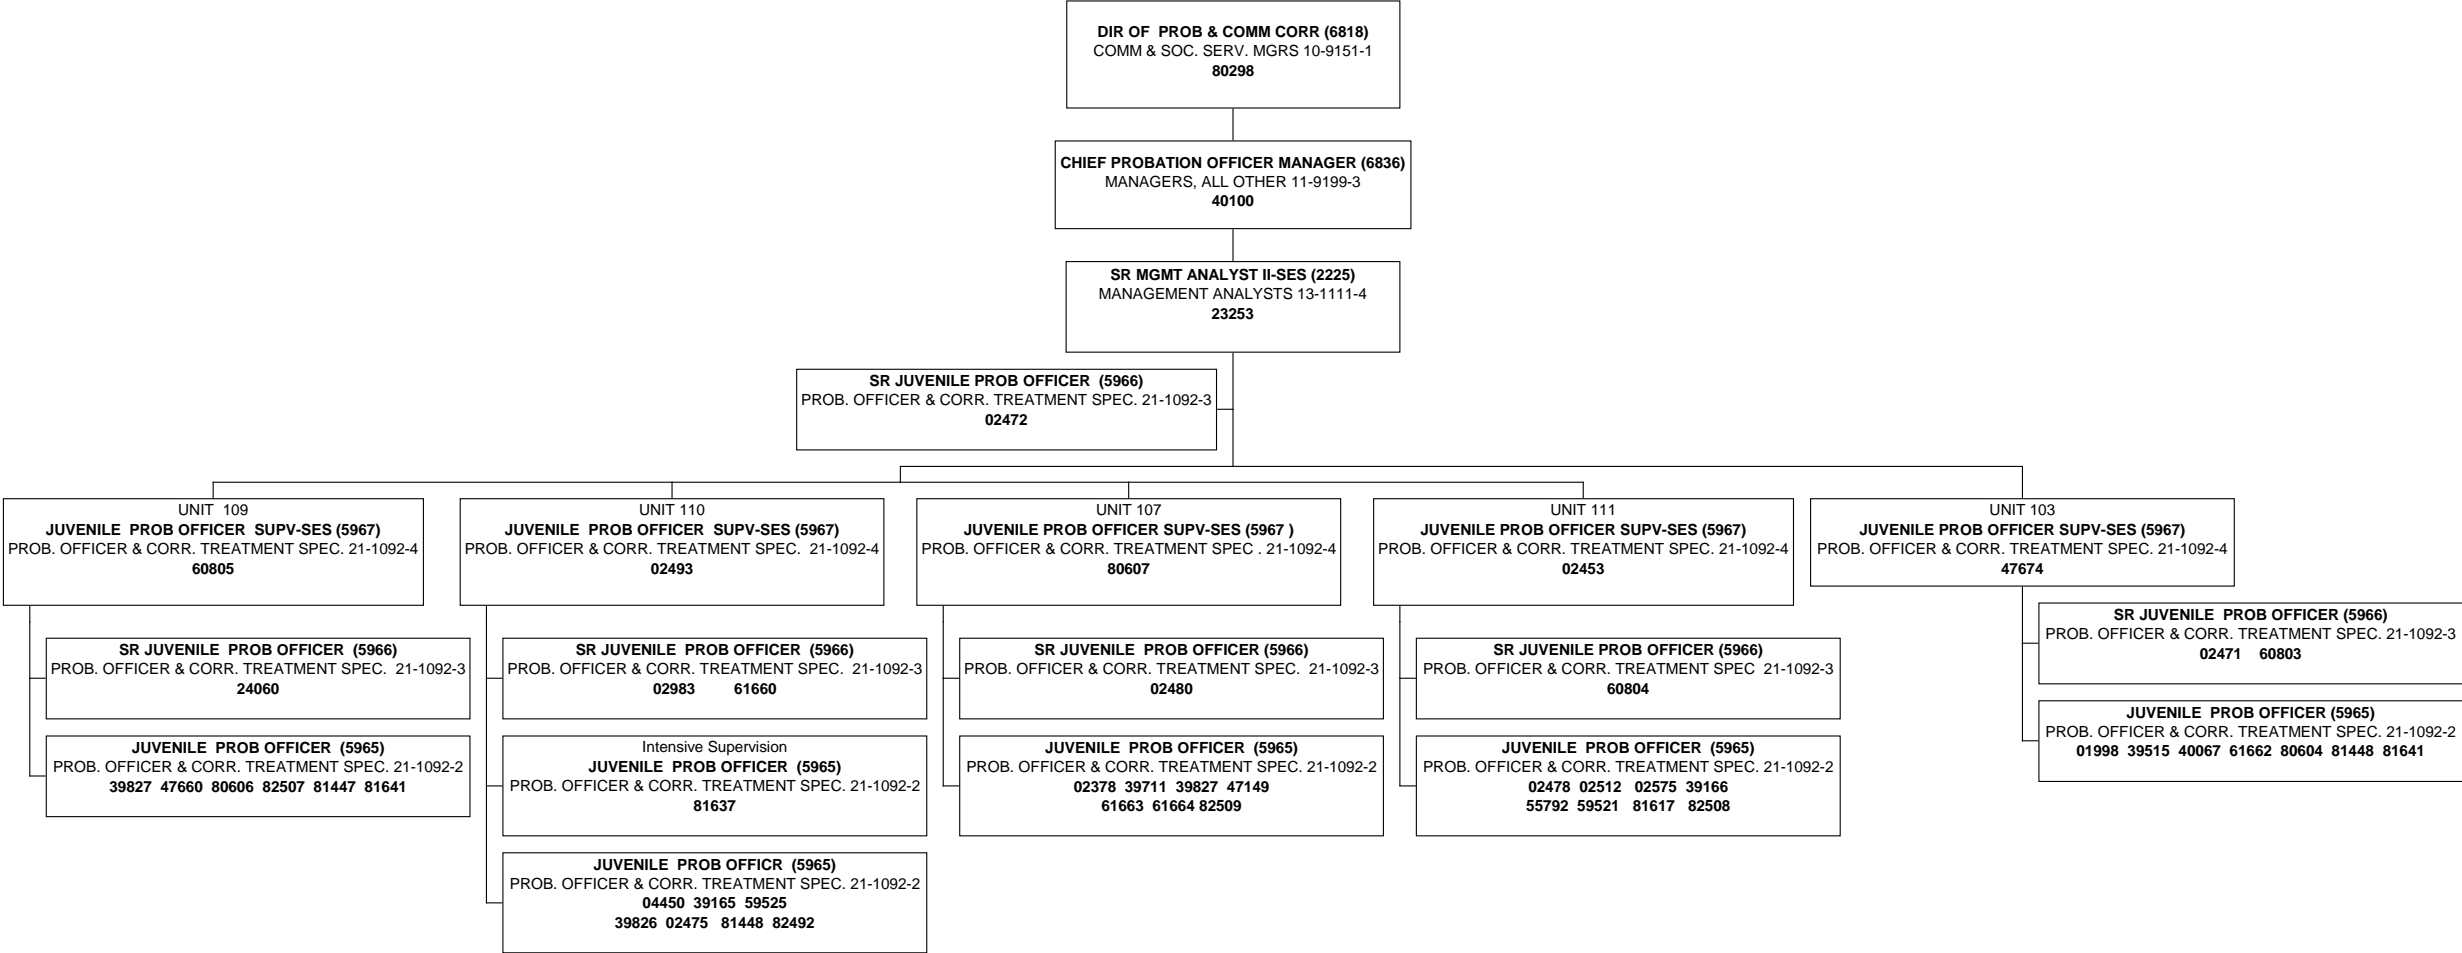 DIR OF PROB & COMM CORR (6818)
COMM & SOC. SERV. MGRS 10-9151-1
80298
CHIEF PROBATION OFFICER MANAGER (6836)
MANAGERS, ALL OTHER 11-9199-3
40100
SR MGMT ANALYST II-SES (2225)
MANAGEMENT ANALYSTS 13-1111-4
23253
SR JUVENILE PROB OFFICER (5966)
PROB. OFFICER & CORR. TREATMENT SPEC. 21-1092-3
02472
UNIT 109
JUVENILE PROB OFFICER SUPV-SES (5967)
PROB. OFFICER & CORR. TREATMENT SPEC. 21-1092-4
60805
SR JUVENILE PROB OFFICER (5966)
PROB. OFFICER & CORR. TREATMENT SPEC. 21-1092-3
24060
JUVENILE PROB OFFICER (5965)
PROB. OFFICER & CORR. TREATMENT SPEC. 21-1092-2
39827 47660 80606 82507 81447 81641
UNIT 110
JUVENILE PROB OFFICER SUPV-SES (5967)
PROB. OFFICER & CORR. TREATMENT SPEC. 21-1092-4
02493
SR JUVENILE PROB OFFICER (5966)
PROB. OFFICER & CORR. TREATMENT SPEC. 21-1092-3
02983 61660
Intensive Supervision
JUVENILE PROB OFFICER (5965)
PROB. OFFICER & CORR. TREATMENT SPEC. 21-1092-2
81637
JUVENILE PROB OFFICR (5965)
PROB. OFFICER & CORR. TREATMENT SPEC. 21-1092-2
04450 39165 59525
39826 02475 81448 82492
UNIT 107
JUVENILE PROB OFFICER SUPV-SES (5967 )
PROB. OFFICER & CORR. TREATMENT SPEC . 21-1092-4
80607
SR JUVENILE PROB OFFICER (5966)
PROB. OFFICER & CORR. TREATMENT SPEC. 21-1092-3
02480
JUVENILE PROB OFFICER (5965)
PROB. OFFICER & CORR. TREATMENT SPEC. 21-1092-2
02378 39711 39827 47149
61663 61664 82509
UNIT 111
JUVENILE PROB OFFICER SUPV-SES (5967)
PROB. OFFICER & CORR. TREATMENT SPEC. 21-1092-4
02453
SR JUVENILE PROB OFFICER (5966)
PROB. OFFICER & CORR. TREATMENT SPEC 21-1092-3
60804
JUVENILE PROB OFFICER (5965)
PROB. OFFICER & CORR. TREATMENT SPEC. 21-1092-2
02478 02512 02575 39166
55792 59521 81617 82508
UNIT 103
JUVENILE PROB OFFICER SUPV-SES (5967)
PROB. OFFICER & CORR. TREATMENT SPEC. 21-1092-4
47674
SR JUVENILE PROB OFFICER (5966)
PROB. OFFICER & CORR. TREATMENT SPEC. 21-1092-3
02471 60803
JUVENILE PROB OFFICER (5965)
PROB. OFFICER & CORR. TREATMENT SPEC. 21-1092-2
01998 39515 40067 61662 80604 81448 81641